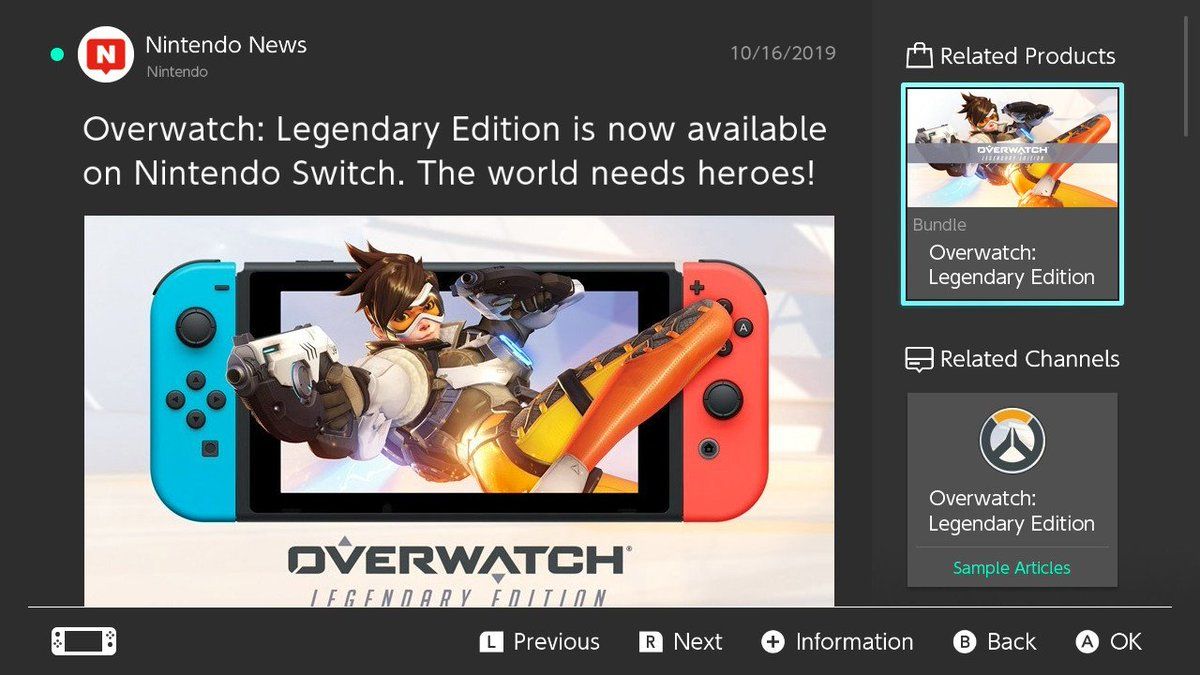 Nintendo News
Nintendo
10/16/2019
Overwatch: Legendary Edition is now available
on Nintendo Switch. The world needs heroes!
A
B
OVERWATCH®
LEGENDARY EDITION
Related Products
OVERWATCH
LEGENDARY EDITION
Bundle
Overwatch:
Legendary Edition
Related Channels
Overwatch:
Legendary Edition
Sample Articles
L Previous
R Next
+ Information
B Back
A OK